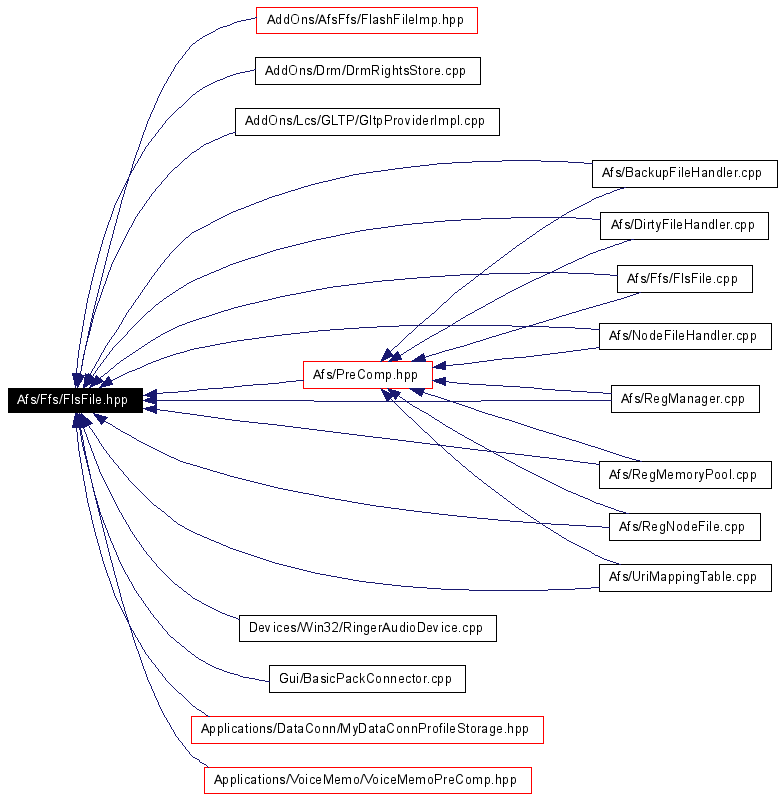 AddOns/AfsFfs/FlashFileImp.hpp
AddOns/Drm/DrmRightsStore.cpp
AddOns/Lcs/GLTP/GltpProviderImpl.cpp
Afs/BackupFileHandler.cpp
Afs/DirtyFileHandler.cpp
Afs/Ffs/FlsFile.cpp
Afs/NodeFileHandler.cpp
Afs/PreComp.hpp
Afs/Ffs/FlsFile.hpp
Afs/RegManager.cpp
Afs/RegMemoryPool.cpp
Afs/RegNodeFile.cpp
Afs/UriMappingTable.cpp
Devices/Win32/RingerAudioDevice.cpp
Gui/BasicPackConnector.cpp
Applications/DataConn/MyDataConnProfileStorage.hpp
Applications/VoiceMemo/VoiceMemoPreComp.hpp